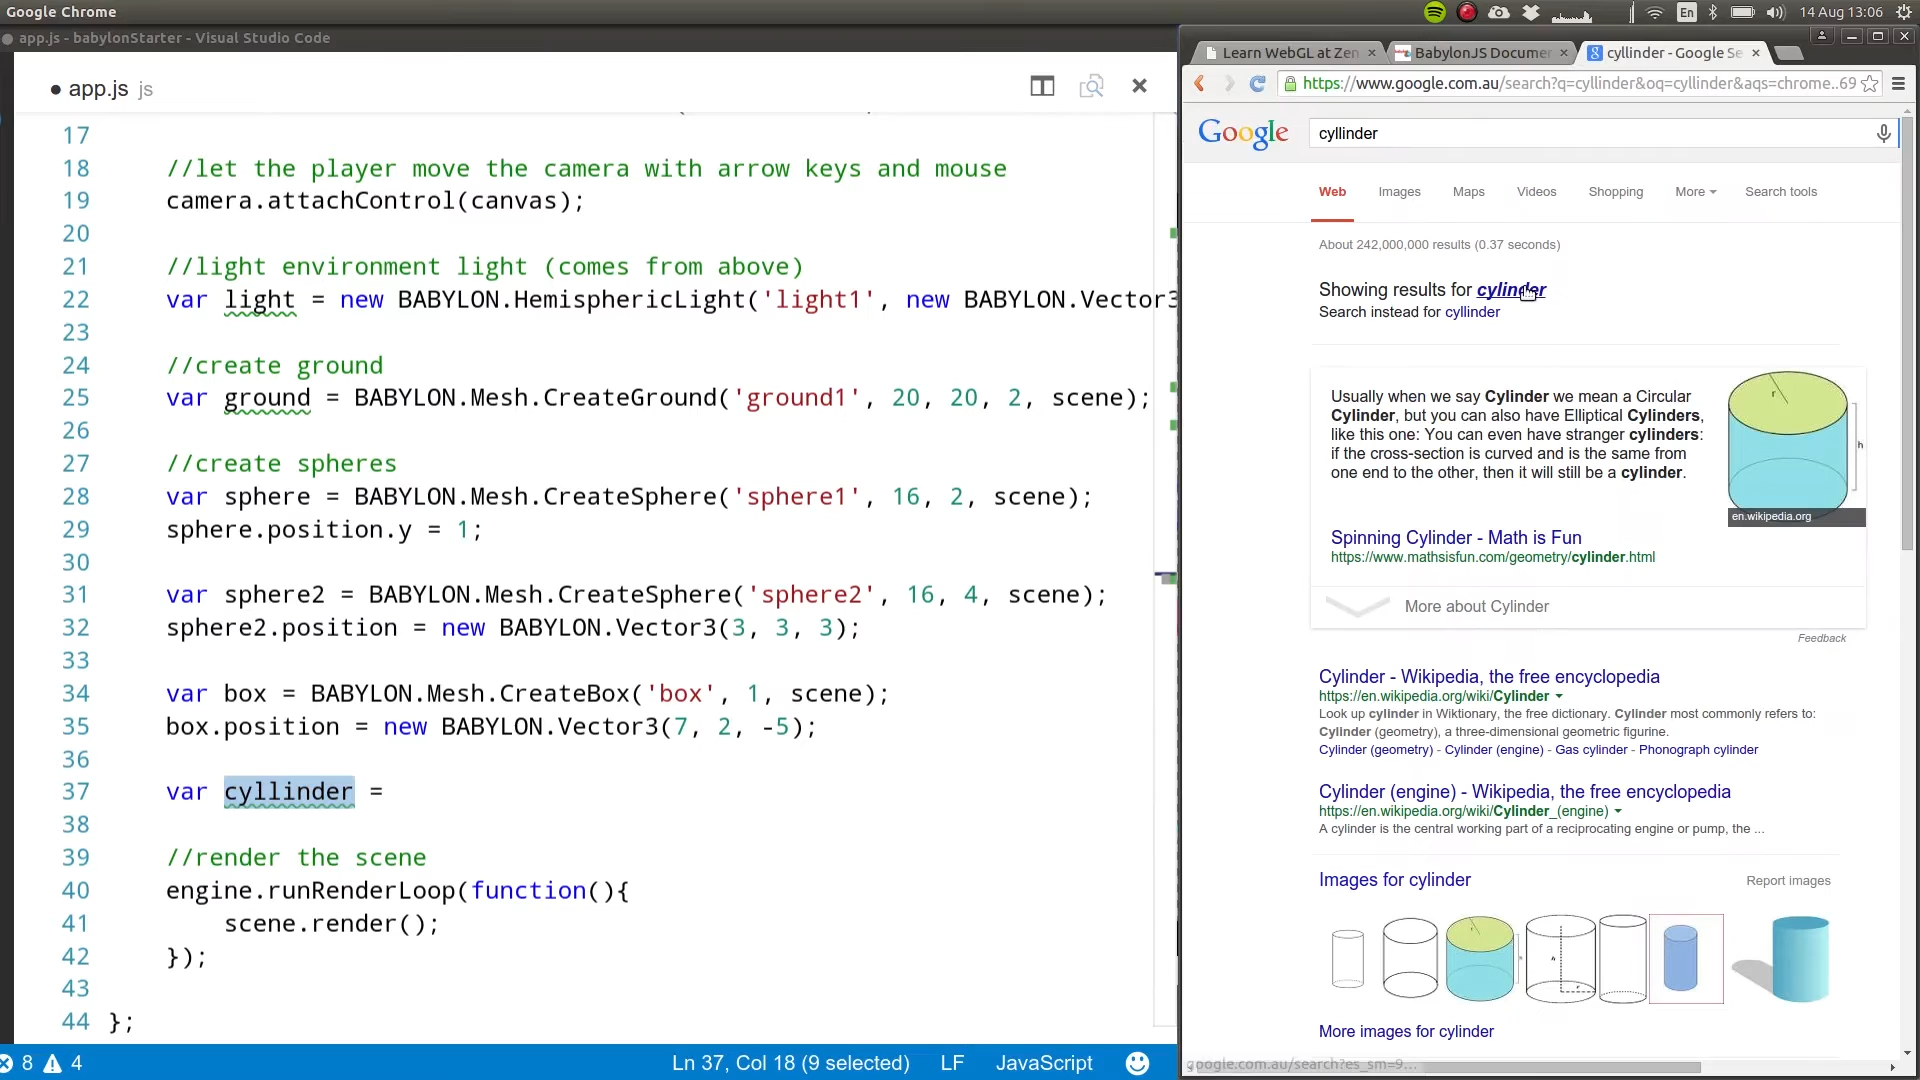 Google Chrome
En
14 Aug 13:06
app.js - babylonStarter - Visual Studio Code
app.js js
17
18 //let the player move the camera with arrow keys and mouse
19 camera.attachControl(canvas);
20
21 //light environment light (comes from above)
22 var light = new BABYLON.HemisphericLight('light1', new BABYLON.Vector3
23
24 //create ground
25 var ground = BABYLON.Mesh.CreateGround('ground1', 20, 20, 2, scene);
26
27 //create spheres
28 var sphere = BABYLON.Mesh.CreateSphere('sphere1', 16, 2, scene);
29 sphere.position.y = 1;
30
31 var sphere2 = BABYLON.Mesh.CreateSphere('sphere2', 16, 4, scene);
32 sphere2.position = new BABYLON.Vector3(3, 3, 3);
33
34 var box = BABYLON.Mesh.CreateBox('box', 1, scene);
35 box.position = new BABYLON.Vector3(7, 2, -5);
36
37 var cyllinder =
38
39 //render the scene
40 engine.runRenderLoop(function(){
41 scene.render();
42 });
43
44 };
8 4
Ln 37, Col 18 (9 selected) LF JavaScript
Learn WebGL at Zen
BabylonJS Documen
cyllinder - Google Se
https://www.google.com.au/search?q=cyllinder&oq=cyllinder&aqs=chrome..69
Google
cyllinder
Web Images Maps Videos Shopping More Search tools
About 242,000,000 results (0.37 seconds)
Showing results for cylinder
Search instead for cyllinder
Usually when we say Cylinder we mean a Circular
Cylinder, but you can also have Elliptical Cylinders,
like this one: You can even have stranger cylinders:
if the cross-section is curved and is the same from
one end to the other, then it will still be a cylinder.
r
h
en.wikipedia.org
Spinning Cylinder - Math is Fun
https://www.mathsisfun.com/geometry/cylinder.html
More about Cylinder
Feedback
Cylinder - Wikipedia, the free encyclopedia
https://en.wikipedia.org/wiki/Cylinder
Look up cylinder in Wiktionary, the free dictionary. Cylinder most commonly refers to:
Cylinder (geometry), a three-dimensional geometric figurine.
Cylinder (geometry) - Cylinder (engine) - Gas cylinder - Phonograph cylinder
Cylinder (engine) - Wikipedia, the free encyclopedia
https://en.wikipedia.org/wiki/Cylinder_(engine)
A cylinder is the central working part of a reciprocating engine or pump, the ...
Images for cylinder
Report images
More images for cylinder
google.com.au/search?es_sm=9...